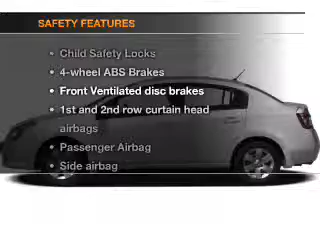 SAFETY FEATURES
• Child Safety Locks
• 4-wheel ABS Brakes
• Front Ventilated disc brakes
• 1st and 2nd row curtain head
airbags
• Passenger Airbag
• Side airbag